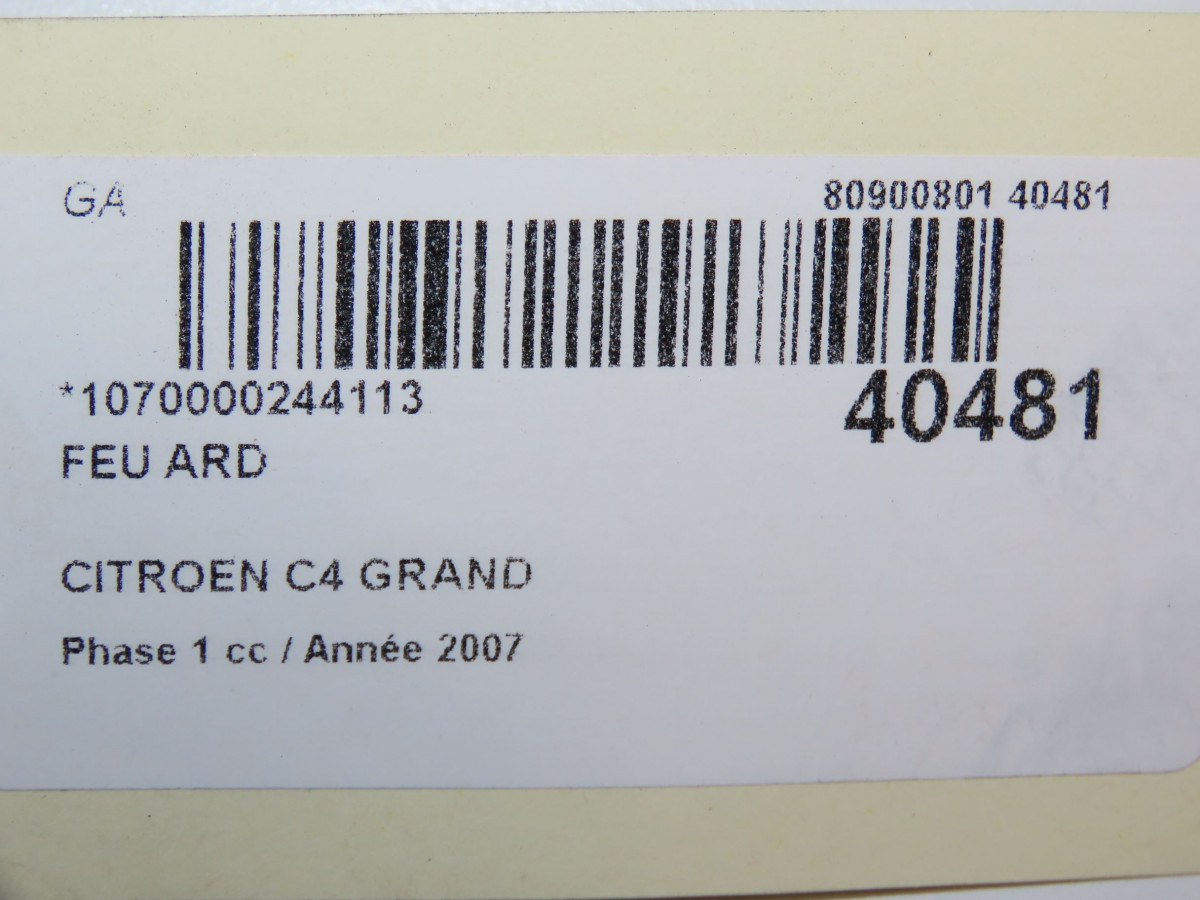 GA
80900801 40481
*1070000244113
40481
FEU ARD
CITROEN C4 GRAND
Phase 1 cc / Année 2007